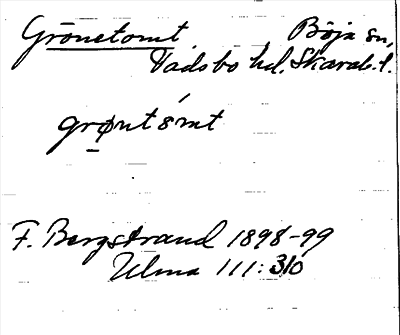 Grönetomt Böja sn,
Vadsbo hd. Skarab. l.
grøntómt
F. Bergstrand 1898-99
Ulma 111:310